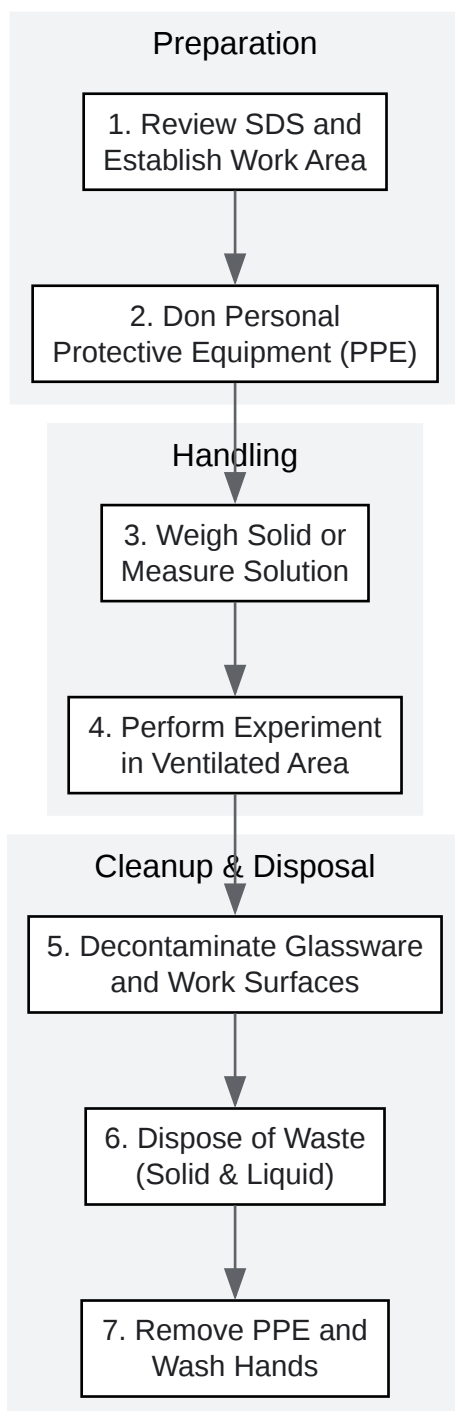 Preparation
1. Review SDS and
Establish Work Area
2. Don Personal
Protective Equipment (PPE)
Handling
3. Weigh Solid or
Measure Solution
4. Perform Experiment
in Ventilated Area
Cleanup & Disposal
5. Decontaminate Glassware
and Work Surfaces
6. Dispose of Waste
(Solid & Liquid)
7. Remove PPE and
Wash Hands